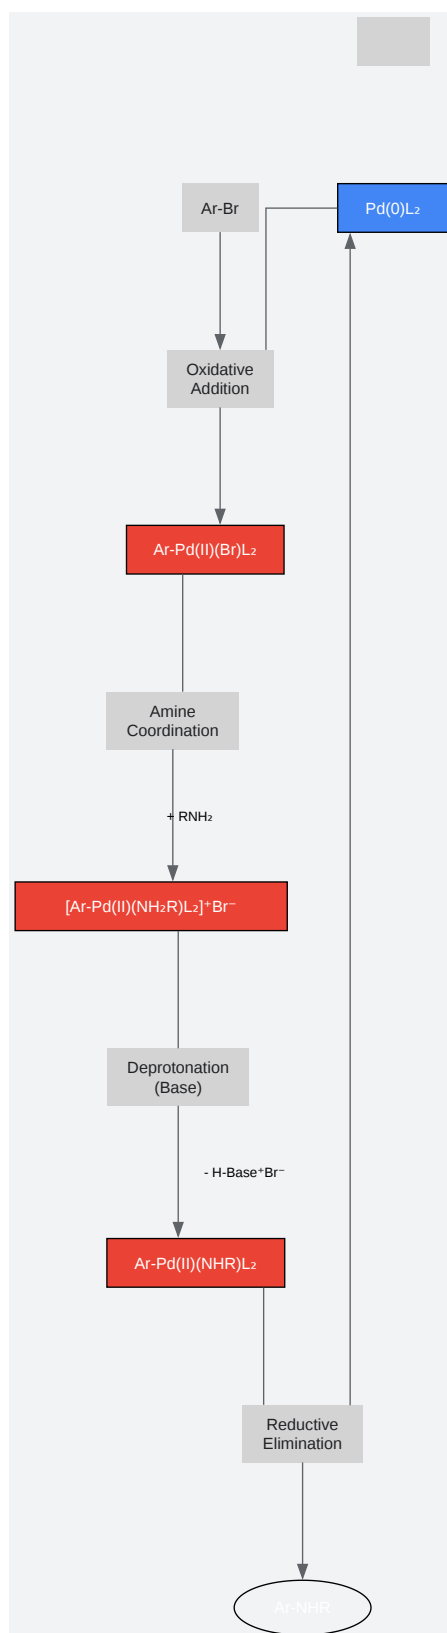 Ar-Br
Pd(0)L₂
Oxidative
Addition
Ar-Pd(II)(Br)L₂
Amine
Coordination
+ RNH₂
[Ar-Pd(II)(NH₂R)L₂]⁺Br⁻
Deprotonation
(Base)
- H-Base⁺Br⁻
Ar-Pd(II)(NHR)L₂
Reductive
Elimination
Ar-NHR